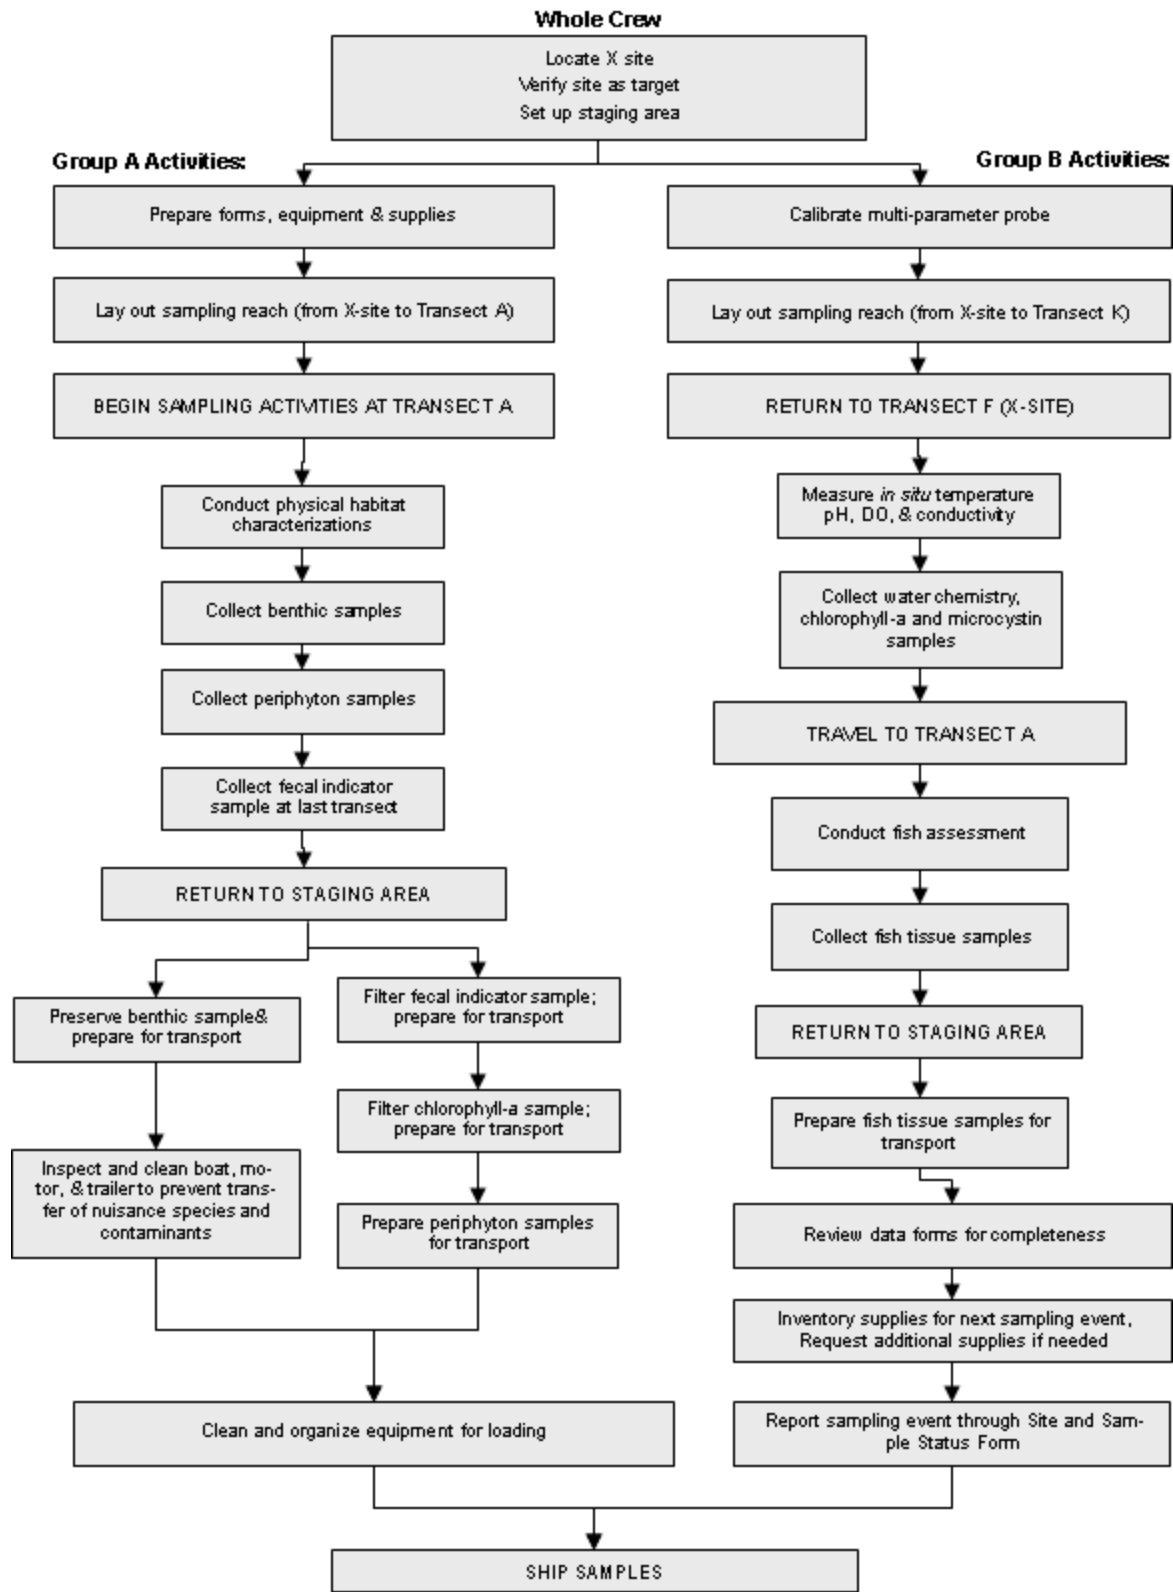 Whole Crew
Locate X site
Verify site as target
Set up staging area
Group A Activities:
Prepare forms, equipment & supplies
Lay out sampling reach (from X-site to Transect A)
BEGIN SAMPLING ACTIVITIES AT TRANSECT A
Conduct physical habitat
characterizations
Collect benthic samples
Collect periphyton samples
Collect fecal indicator
sample at last transect
RETURN TO STAGING AREA
Preserve benthic sample&
prepare for transport
Inspect and clean boat, mo-
tor, & trailer to prevent trans-
fer of nuisance species and
contaminants
Filter fecal indicator sample;
prepare for transport
Filter chlorophyll-a sample;
prepare for transport
Prepare periphyton samples
for transport
Clean and organize equipment for loading
Group B Activities:
Calibrate multi-parameter probe
Lay out sampling reach (from X-site to Transect K)
RETURN TO TRANSECT F (X-SITE)
Measure in situ temperature
pH, DO, & conductivity
Collect water chemistry,
chlorophyll-a and microcystin
samples
TRAVEL TO TRANSECT A
Conduct fish assessment
Collect fish tissue samples
RETURN TO STAGING AREA
Prepare fish tissue samples for
transport
Review data forms for completeness
Inventory supplies for next sampling event,
Request additional supplies if needed
Report sampling event through Site and Sam-
ple Status Form
SHIP SAMPLES